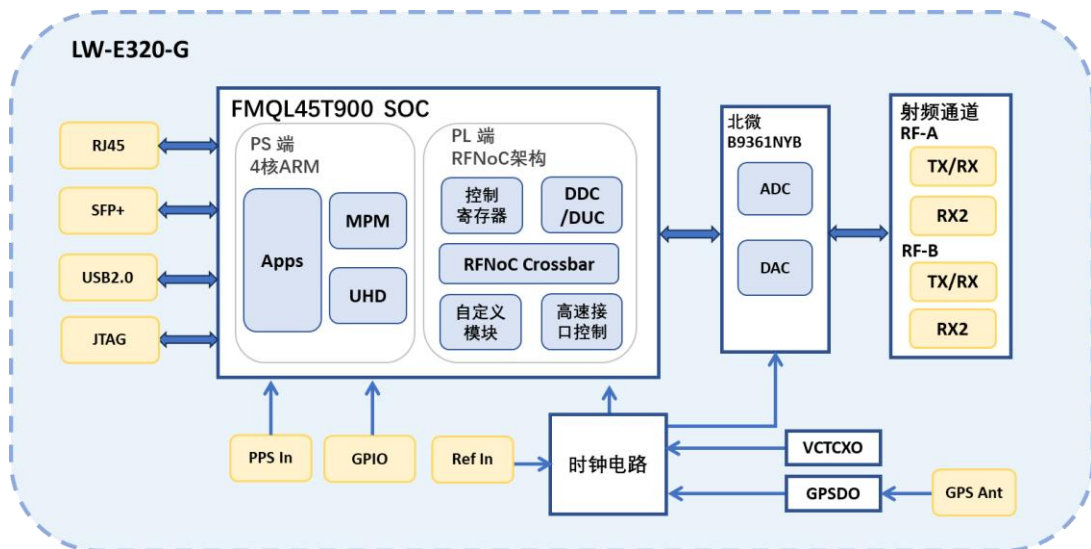 LW-E320-G
RJ45
SFP+
USB2.0
JTAG
FMQL45T900 SOC
PS 端
4核ARM
Apps
MPM
UHD
PL 端
RFNoC架构
控制
寄存器
DDC
/DUC
RFNoC Crossbar
自定义
模块
高速接
口控制
北微
B9361NYB
ADC
DAC
射频通道
RF-A
TX/RX
RX2
RF-B
TX/RX
RX2
PPS In
GPIO
Ref In
时钟电路
VCTCXO
GPSDO
GPS Ant